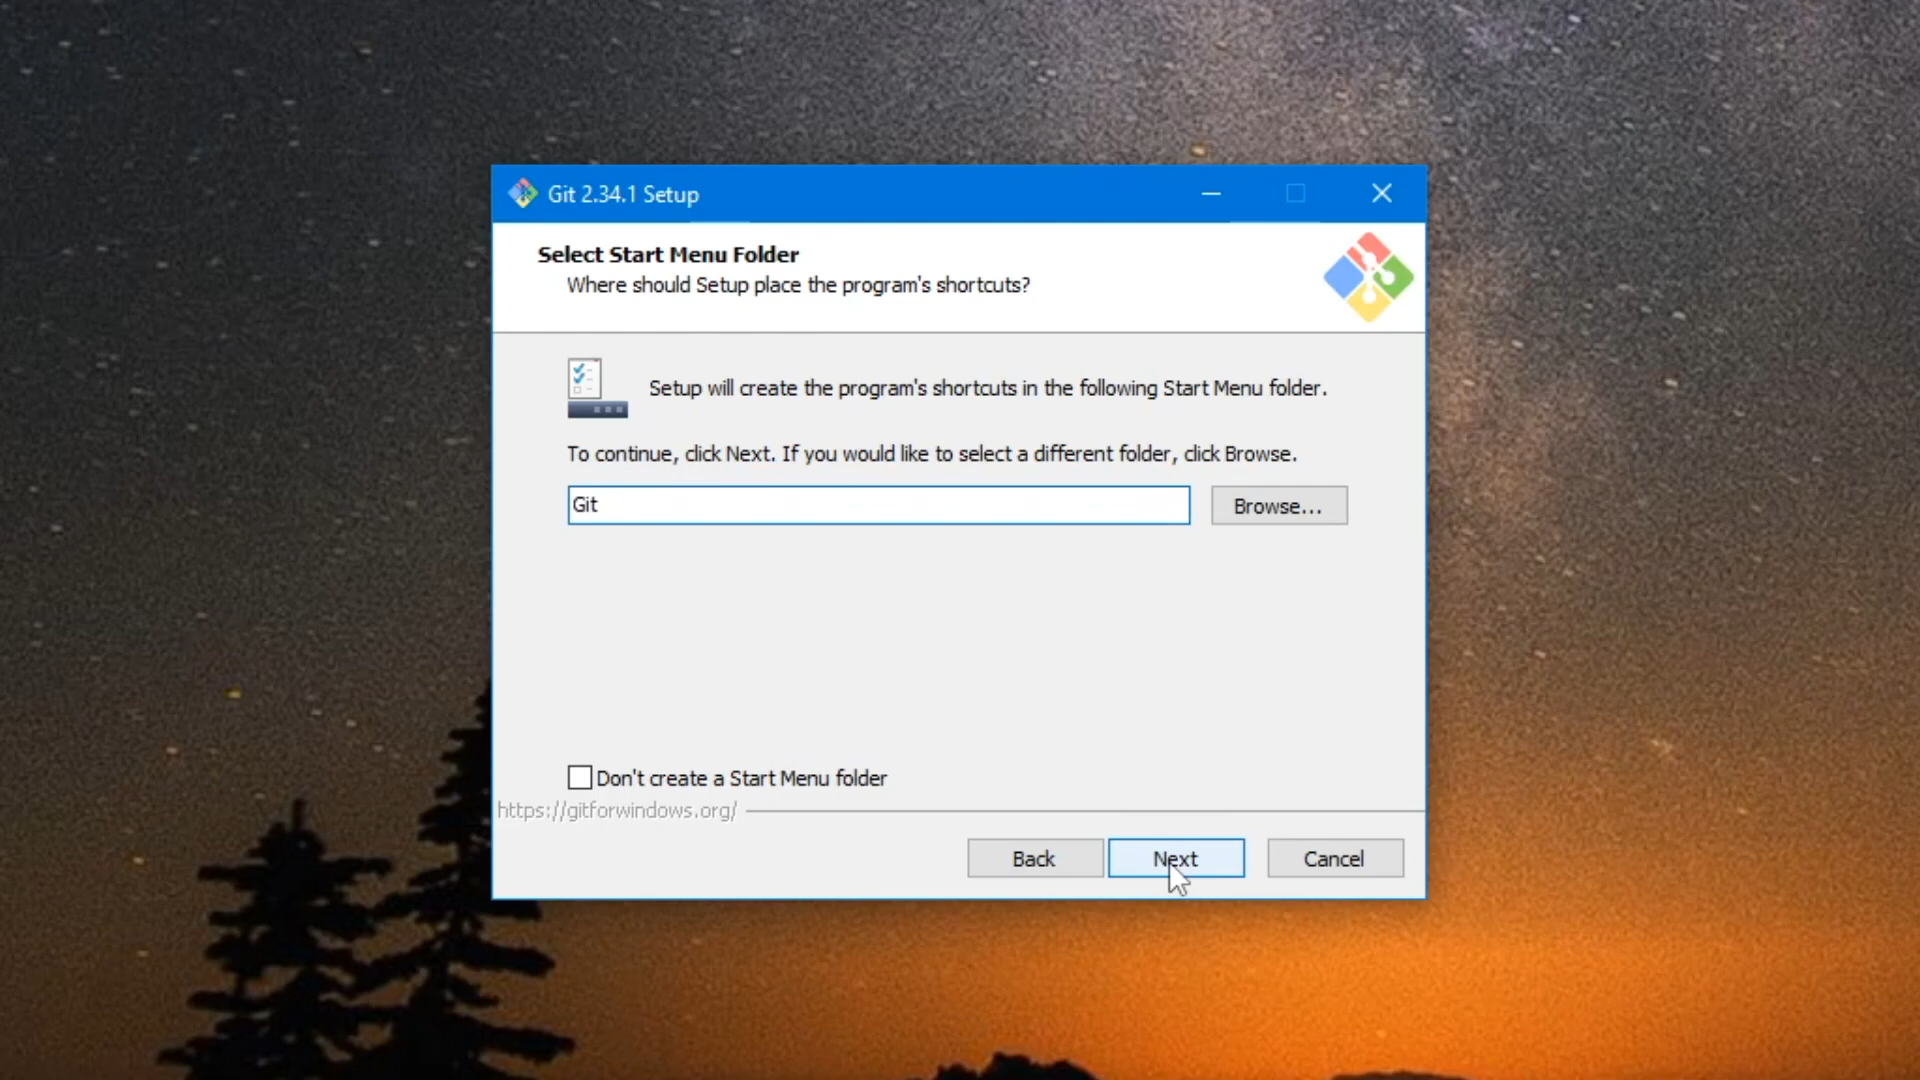 Git 2.34.1 Setup
Select Start Menu Folder
Where should Setup place the program's shortcuts?
Setup will create the program's shortcuts in the following Start Menu folder.
To continue, click Next. If you would like to select a different folder, click Browse.
Git
Browse...
Don't create a Start Menu folder
https://gitforwindows.org/
Back
Next
Cancel